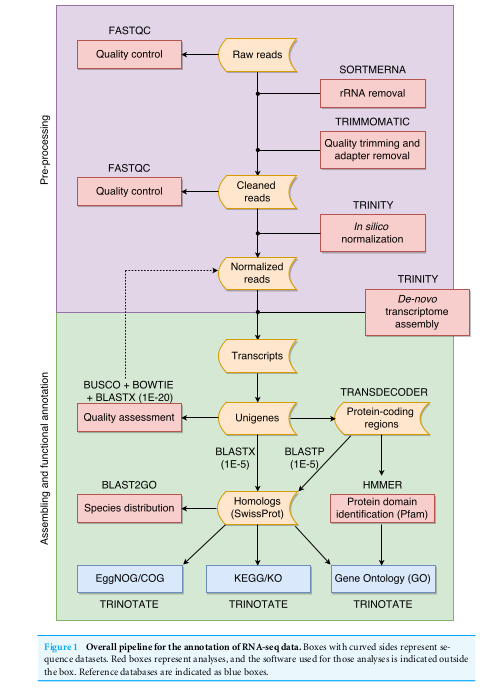 FASTQC
Quality control
Raw reads
SORTMERNA
rRNA removal
TRIMMOMATIC
Quality trimming and
adapter removal
Pre-processing
FASTQC
Quality control
Cleaned
reads
TRINITY
In silico
normalization
Normalized
reads
TRINITY
De-novo
transcriptome
assembly
Transcripts
Assembling and functional annotation
BUSCO + BOWTIE
+ BLASTX (1E-20)
Quality assessment
Unigenes
TRANSDECODER
Protein-coding
regions
BLASTX
(1E-5)
BLASTP
(1E-5)
BLAST2GO
Species distribution
Homologs
(SwissProt)
HMMER
Protein domain
identification (Pfam)
EggNOG/COG
KEGG/KO
Gene Ontology (GO)
TRINOTATE
TRINOTATE
TRINOTATE
Figure 1 Overall pipeline for the annotation of RNA-seq data. Boxes with curved sides represent se-
quence datasets. Red boxes represent analyses, and the software used for those analyses is indicated outside
the box. Reference databases are indicated as blue boxes.